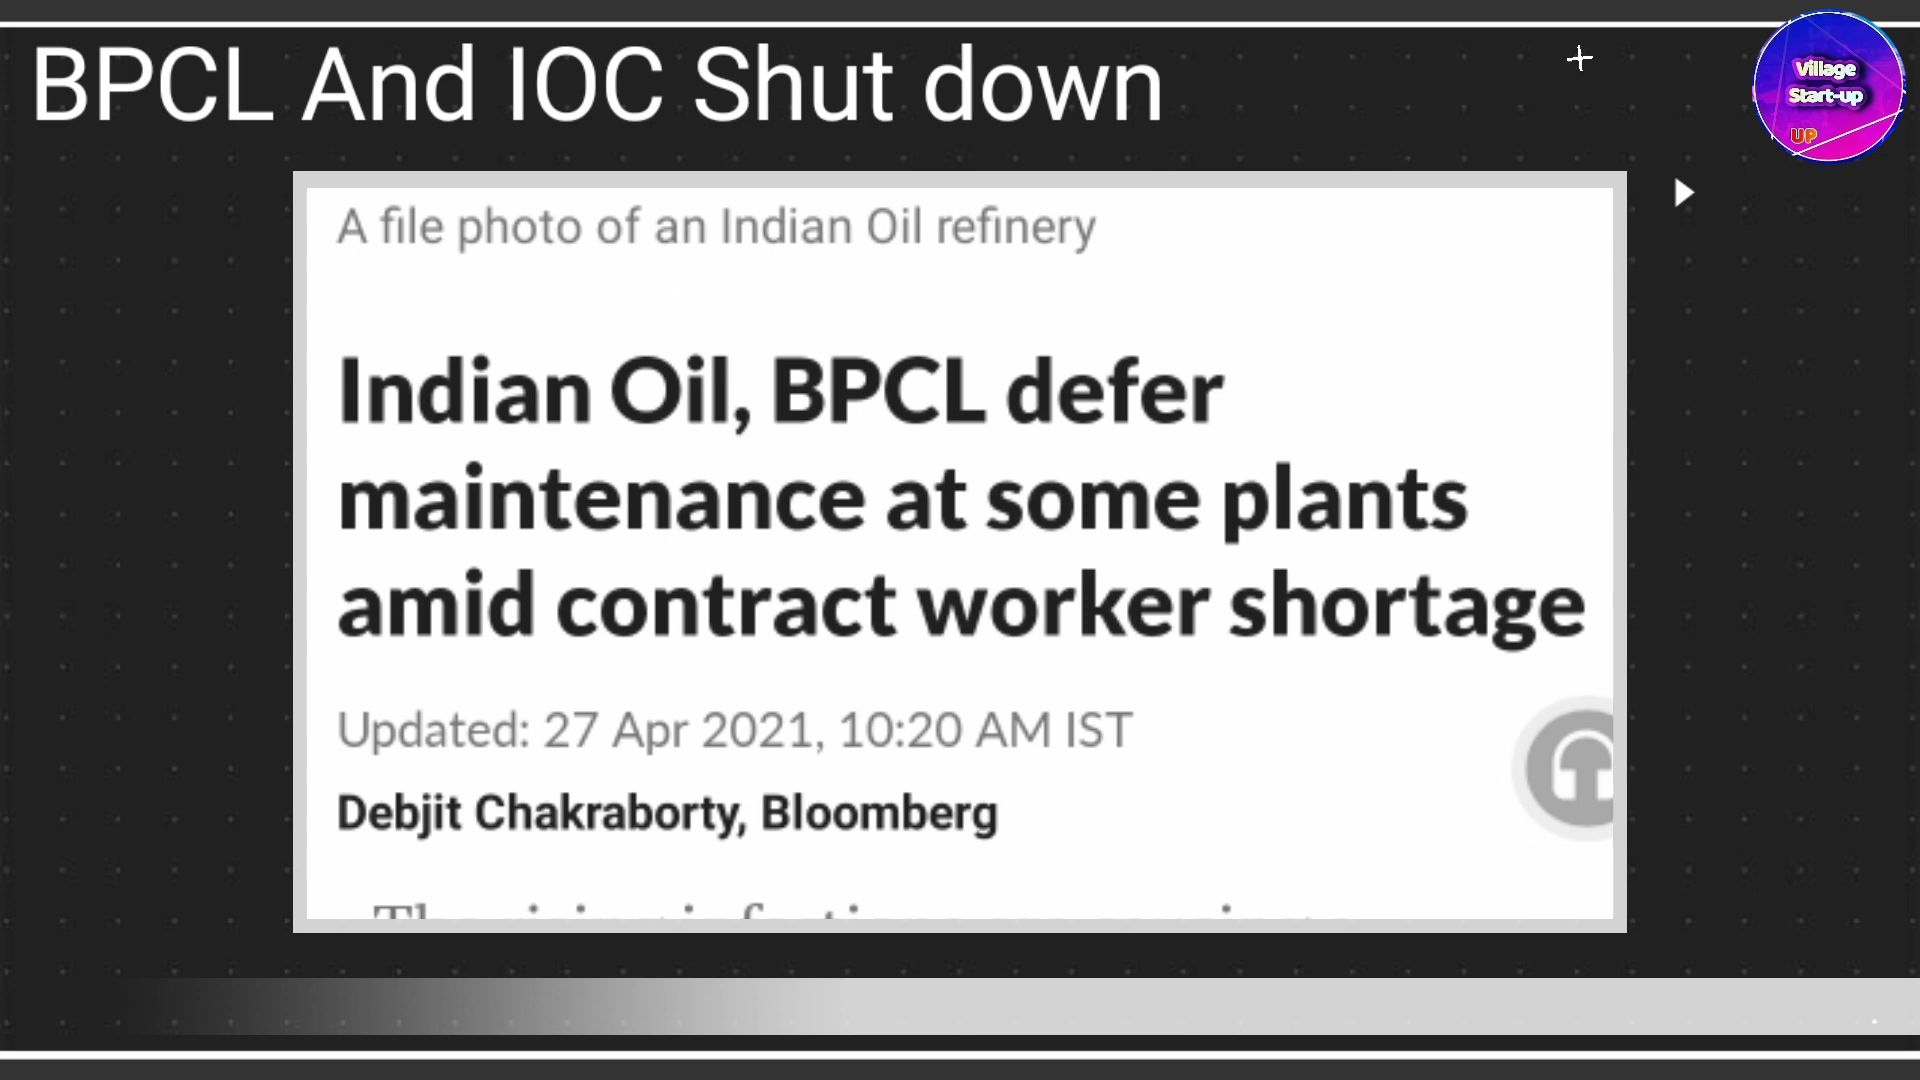 BPCL And IOC Shut down
Village
Start-up
UP
A file photo of an Indian Oil refinery
Indian Oil, BPCL defer
maintenance at some plants
amid contract worker shortage
Updated: 27 Apr 2021, 10:20 AM IST
Debjit Chakraborty, Bloomberg